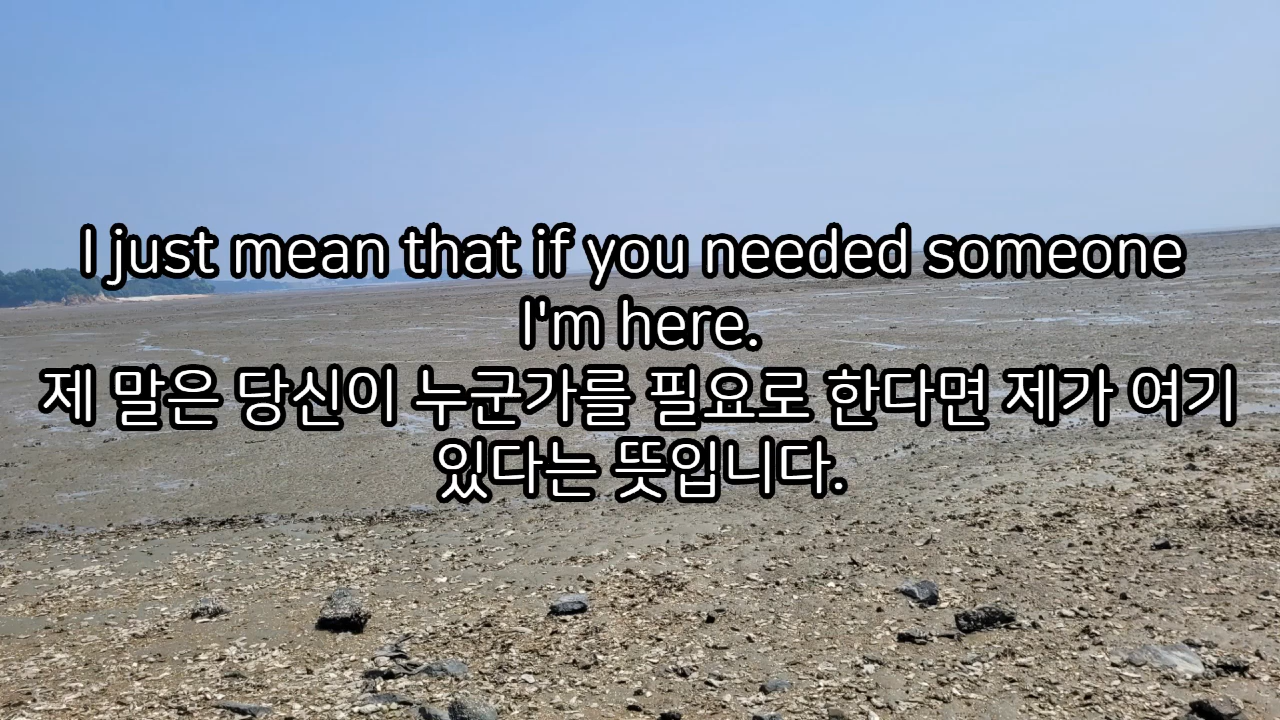 I just mean that if you needed someone
I'm here.
제 말은 당신이 누군가를 필요로 한다면 제가 여기
있다는 뜻입니다.